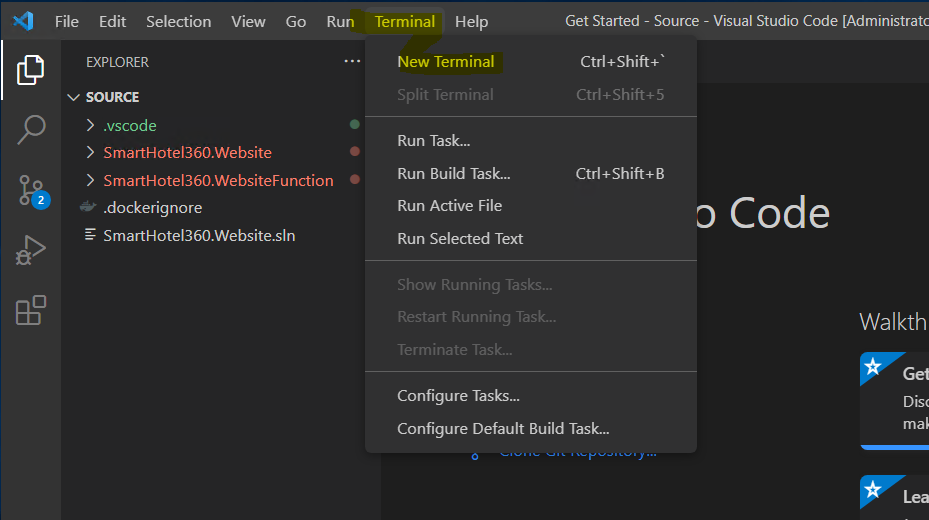 File Edit Selection View Go Run Terminal Help Get Started - Source - Visual Studio Code [Administrato
EXPLORER ...
SOURCE
.vscode
SmartHotel360.Website
SmartHotel360.WebsiteFunction
.dockerignore
SmartHotel360.Website.sln
2
New Terminal Ctrl+Shift+`
Split Terminal Ctrl+Shift+5
Run Task...
Run Build Task... Ctrl+Shift+B
Run Active File
Run Selected Text
Show Running Tasks...
Restart Running Task...
Terminate Task...
Configure Tasks...
Configure Default Build Task...
o Code
Clone Git Repository...
Walkth
Get
Disc
mak
Lea